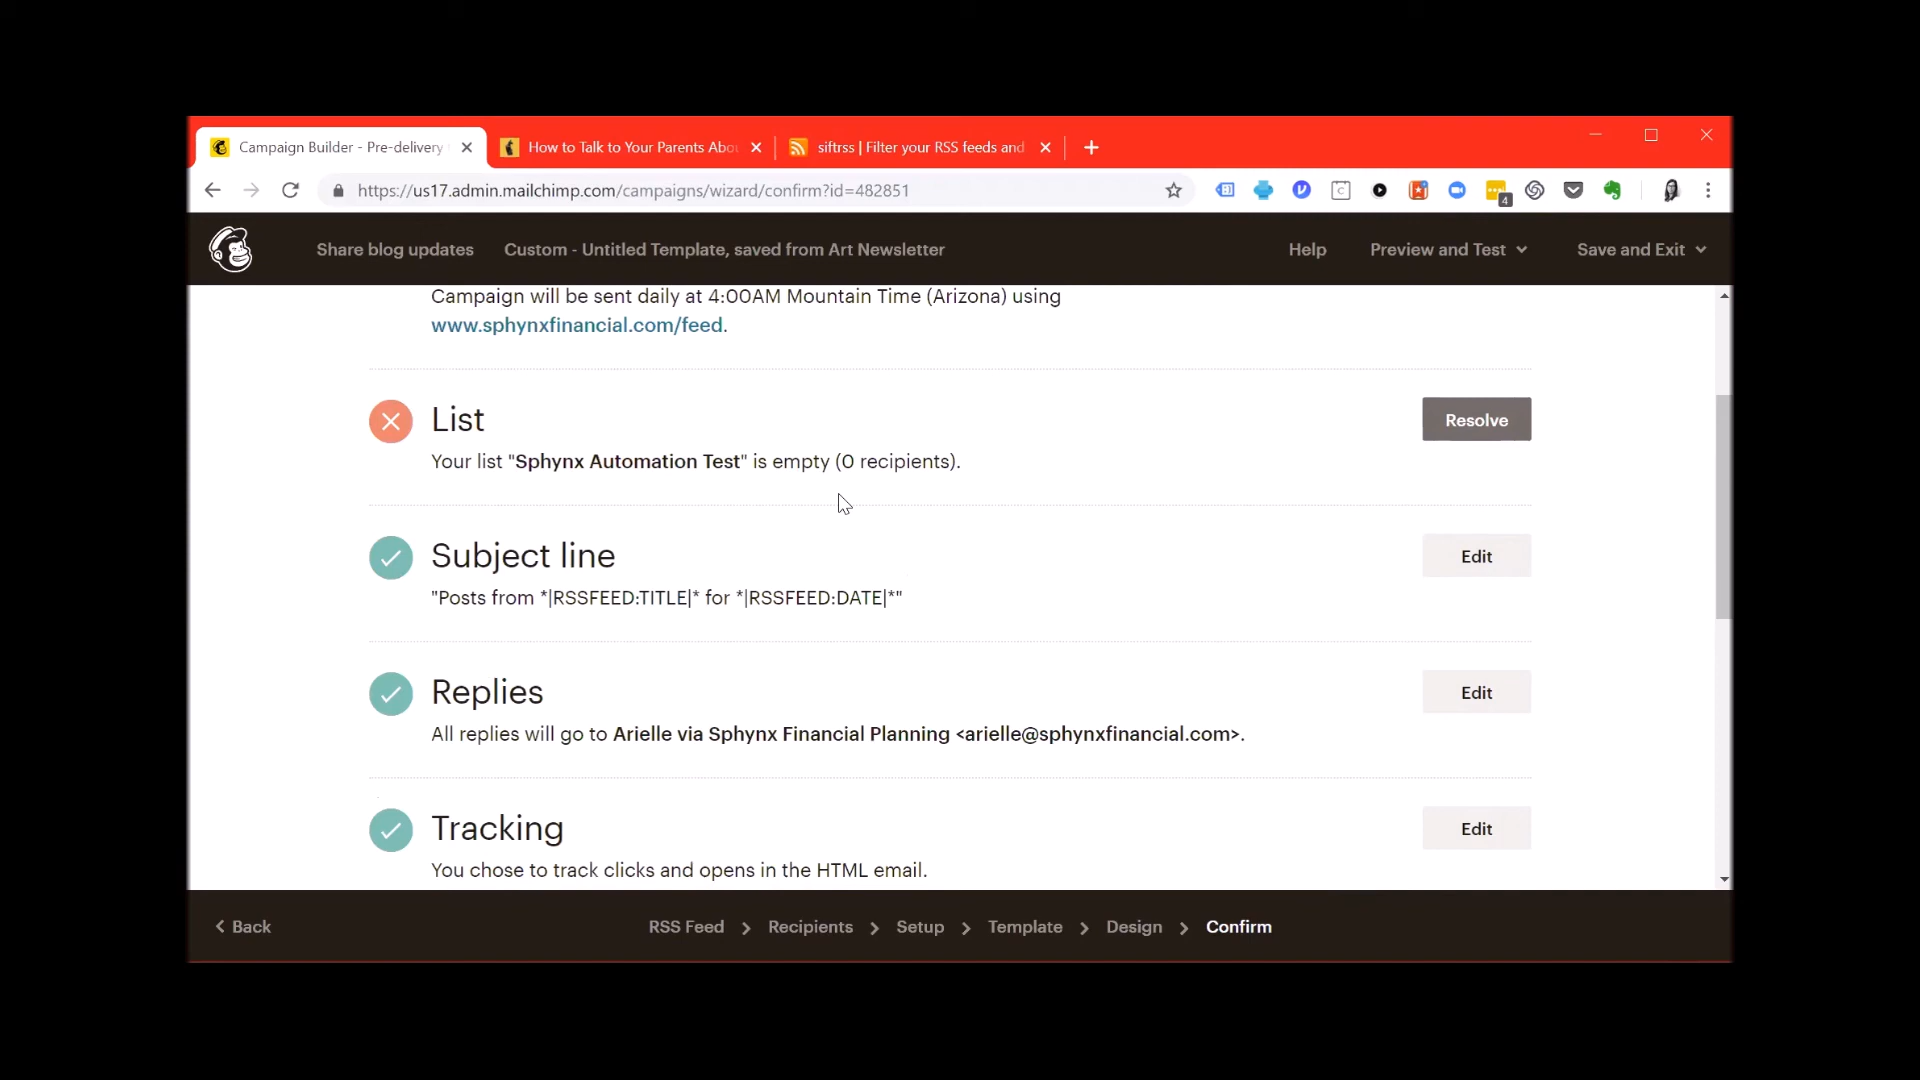 Campaign Builder - Pre-delivery
How to Talk to Your Parents Abo
siftrss | Filter your RSS feeds and
https://us17.admin.mailchimp.com/campaigns/wizard/confirm?id=482851
4
Share blog updates
Custom - Untitled Template, saved from Art Newsletter
Help
Preview and Test
Save and Exit
Campaign will be sent daily at 4:00AM Mountain Time (Arizona) using
www.sphynxfinancial.com/feed.
List
Resolve
Your list "Sphynx Automation Test" is empty (0 recipients).
Subject line
Edit
"Posts from *|RSSFEED:TITLE|* for *|RSSFEED:DATE|*"
Replies
Edit
All replies will go to Arielle via Sphynx Financial Planning <arielle@sphynxfinancial.com>.
Tracking
Edit
You chose to track clicks and opens in the HTML email.
Back
RSS Feed
Recipients
Setup
Template
Design
Confirm